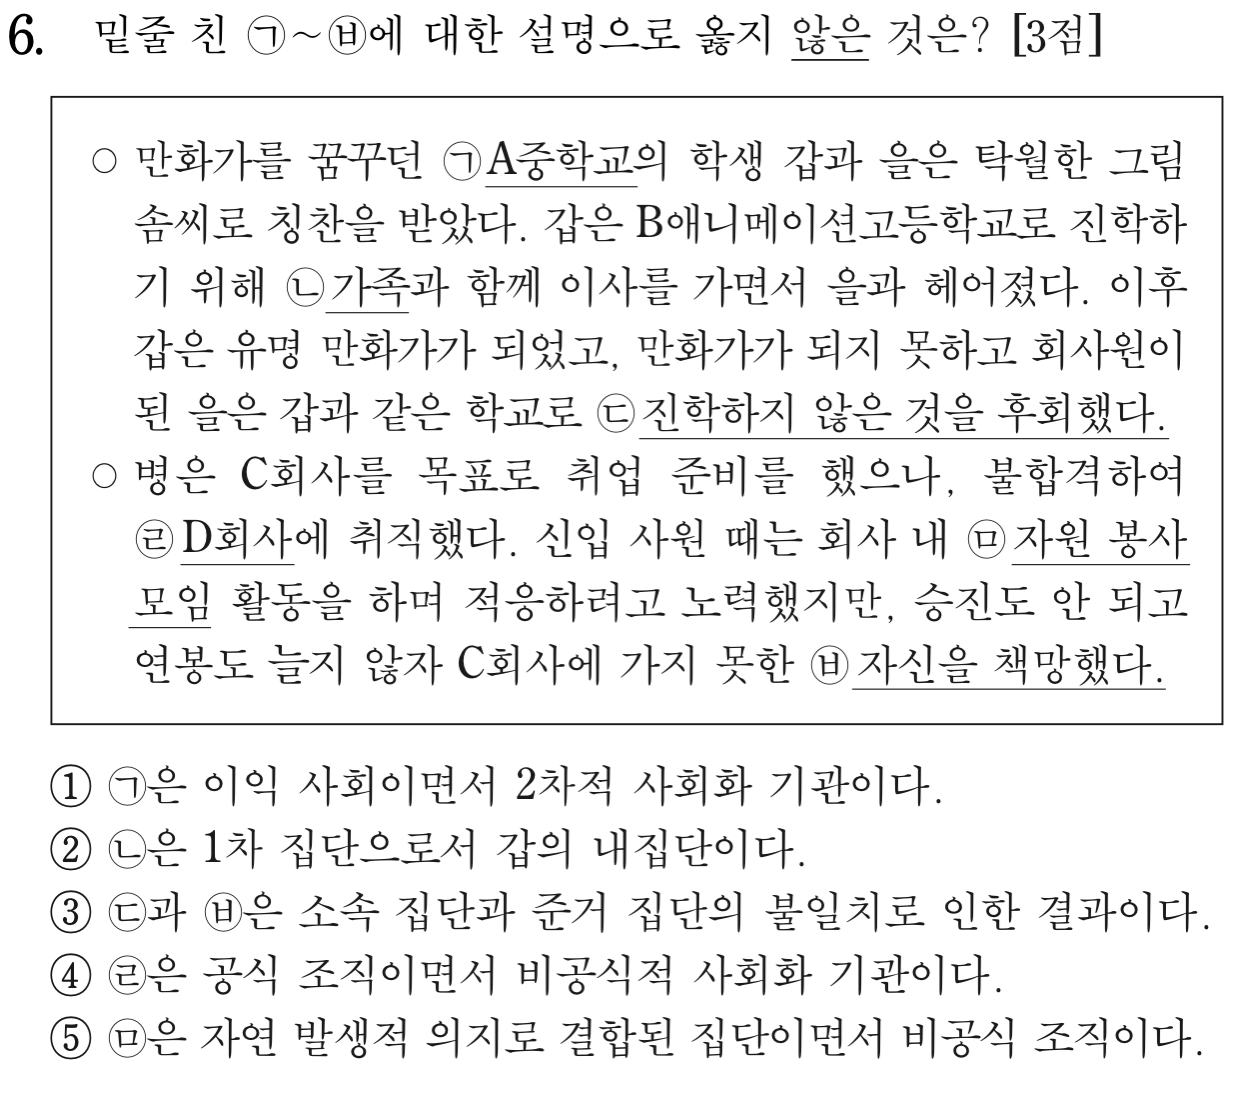 6. 밑줄 친 ㉠~㉥에 대한 설명으로 옳지 않은 것은? [3점]
○ 만화가를 꿈꾸던 ㉠A중학교의 학생 갑과 을은 탁월한 그림
솜씨로 칭찬을 받았다. 갑은 B애니메이션고등학교로 진학하
기 위해 ㉡가족과 함께 이사를 가면서 을과 헤어졌다. 이후
갑은 유명 만화가가 되었고, 만화가가 되지 못하고 회사원이
된 을은 갑과 같은 학교로 ㉢진학하지 않은 것을 후회했다.
○ 병은 C회사를 목표로 취업 준비를 했으나, 불합격하여
㉣D회사에 취직했다. 신입 사원 때는 회사 내 ㉤자원 봉사
모임 활동을 하며 적응하려고 노력했지만, 승진도 안 되고
연봉도 늘지 않자 C회사에 가지 못한 ㉥자신을 책망했다.
① ㉠은 이익 사회이면서 2차적 사회화 기관이다.
② ㉡은 1차 집단으로서 갑의 내집단이다.
③ ㉢과 ㉥은 소속 집단과 준거 집단의 불일치로 인한 결과이다.
④ ㉣은 공식 조직이면서 비공식적 사회화 기관이다.
⑤ ㉤은 자연 발생적 의지로 결합된 집단이면서 비공식 조직이다.